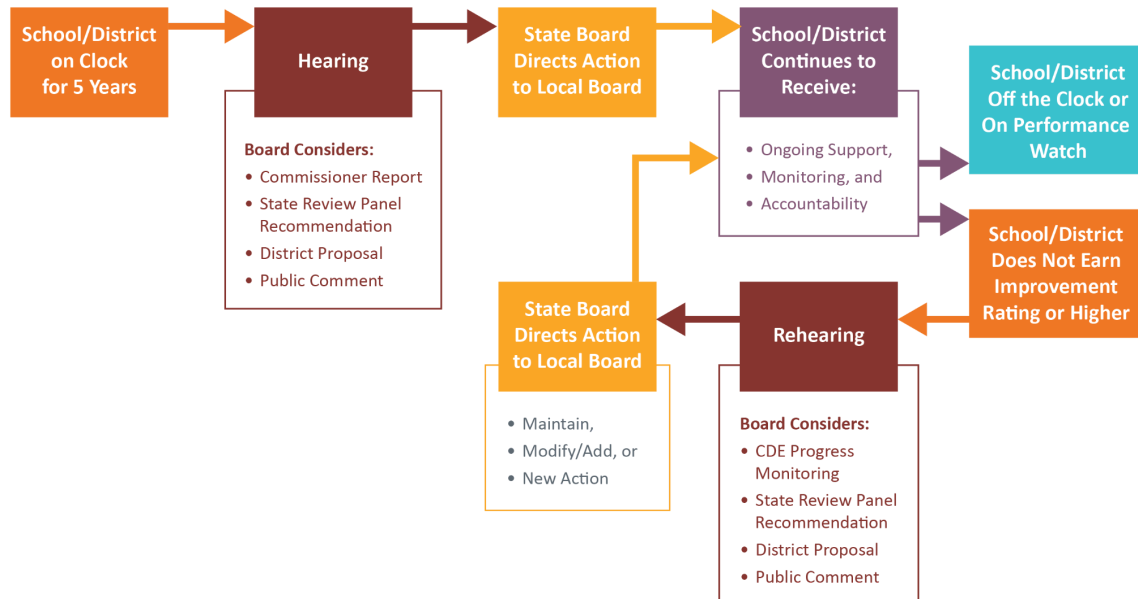 School/District
on Clock
for 5 Years
Hearing
Board Considers:
• Commissioner Report
• State Review Panel
Recommendation
• District Proposal
• Public Comment
State Board
Directs Action
to Local Board
School/District
Continues to
Receive:
• Ongoing Support,
• Monitoring, and
• Accountability
School/District
Off the Clock or
On Performance
Watch
School/District
Does Not Earn
Improvement
Rating or Higher
Rehearing
Board Considers:
• CDE Progress
Monitoring
• State Review Panel
Recommendation
• District Proposal
• Public Comment
State Board
Directs Action
to Local Board
• Maintain,
• Modify/Add, or
• New Action